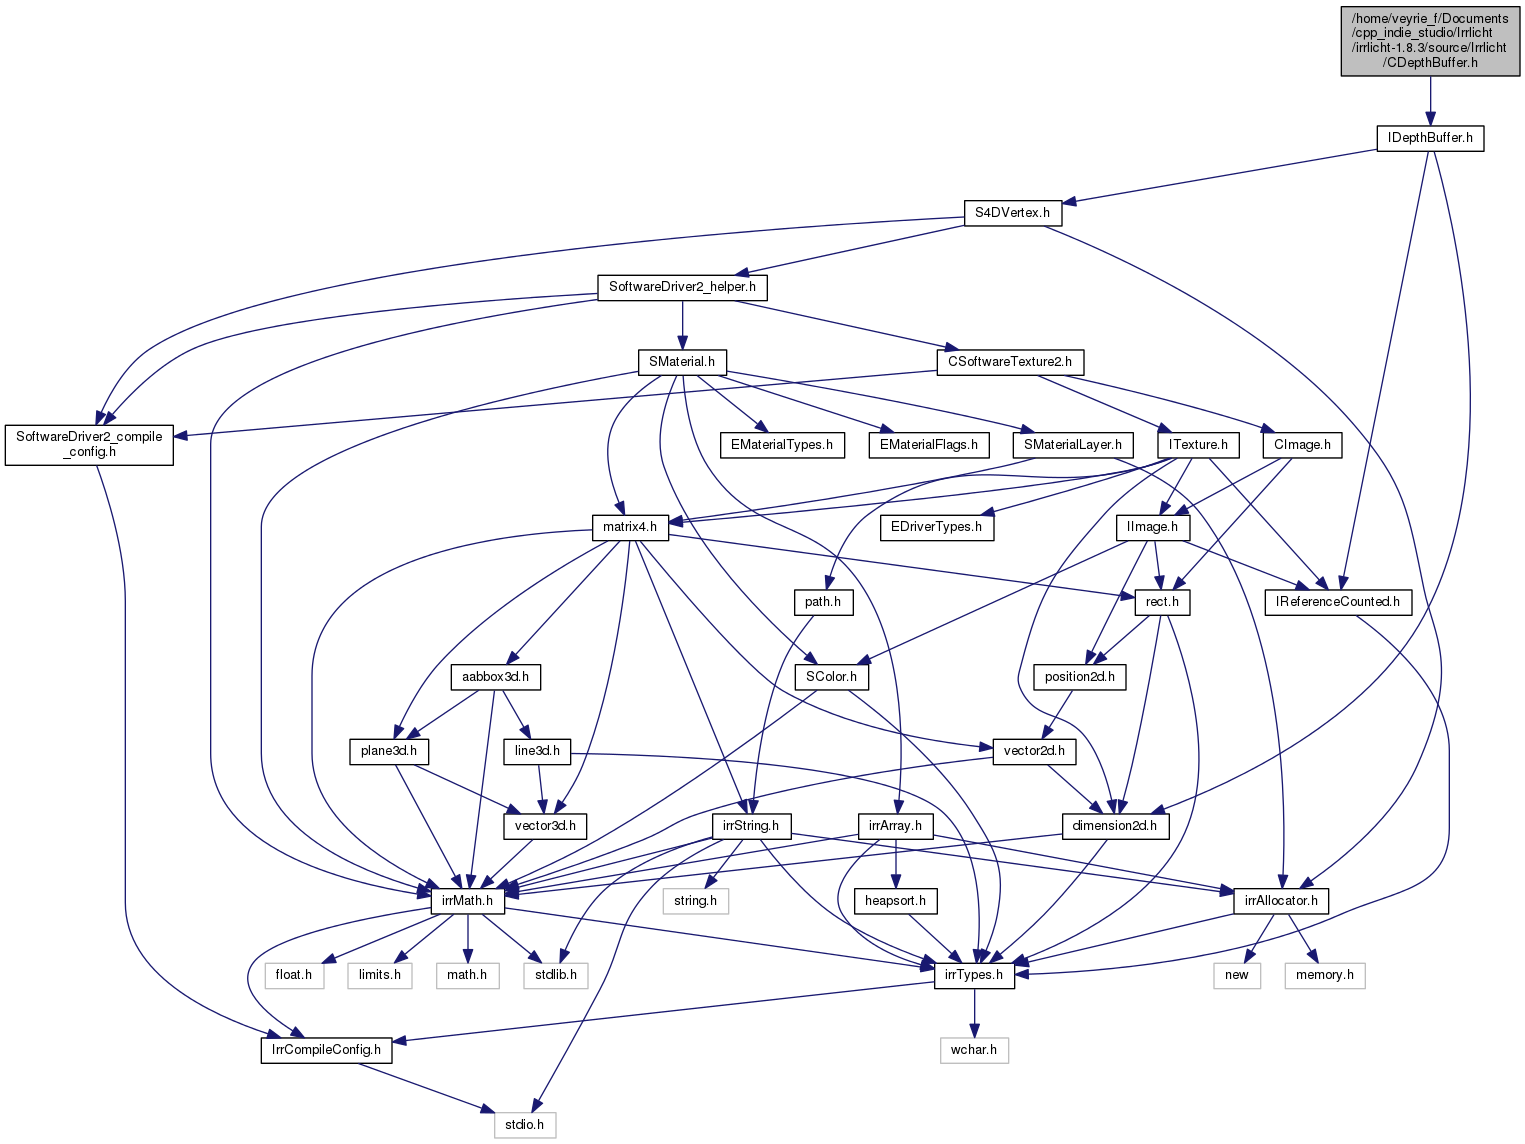 /home/veyrie_f/Documents
/cpp_indie_studio/Irrlicht
/irrlicht-1.8.3/source/Irrlicht
/CDepthBuffer.h
IDepthBuffer.h
S4DVertex.h
SoftwareDriver2_helper.h
SMaterial.h
CSoftwareTexture2.h
SoftwareDriver2_compile
_config.h
EMaterialTypes.h
EMaterialFlags.h
SMaterialLayer.h
ITexture.h
CImage.h
matrix4.h
EDriverTypes.h
IImage.h
path.h
rect.h
IReferenceCounted.h
aabbox3d.h
SColor.h
position2d.h
plane3d.h
line3d.h
vector2d.h
vector3d.h
irrString.h
irrArray.h
dimension2d.h
irrMath.h
string.h
heapsort.h
irrAllocator.h
float.h
limits.h
math.h
stdlib.h
irrTypes.h
new
memory.h
IrrCompileConfig.h
wchar.h
stdio.h